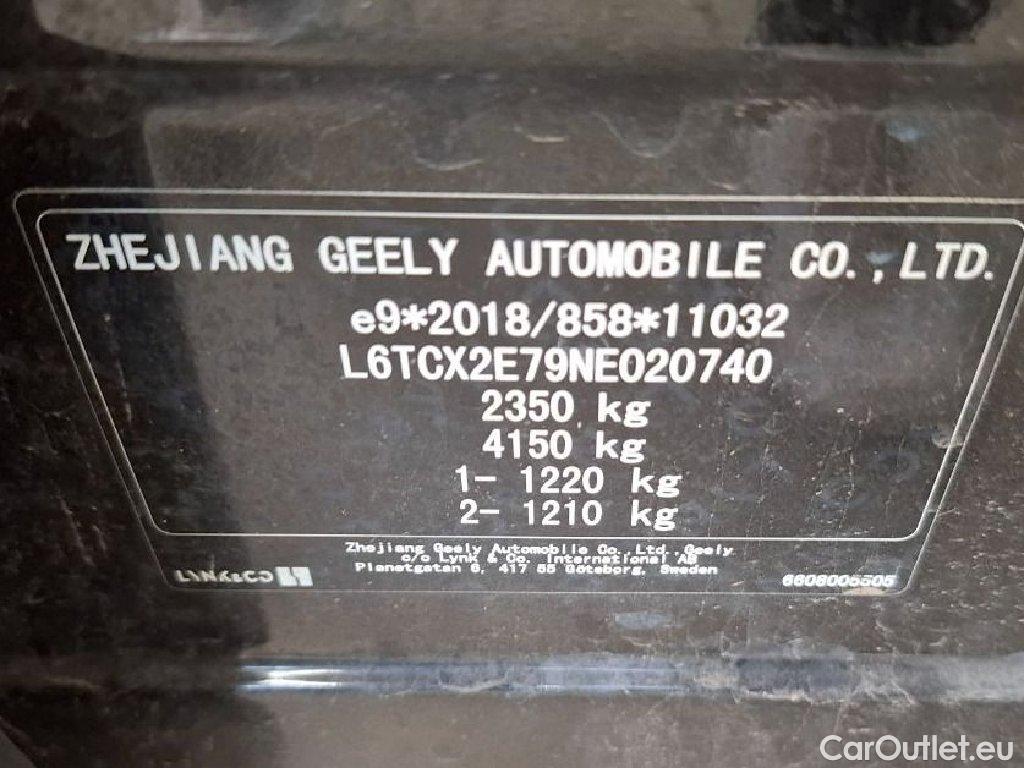 ZHEJIANG GEELY AUTOMOBILE CO.,LTD.
e9*2018/858*11032
L6TCX2E79NE020740
2350 kg
4150 kg
1- 1220 kg
2- 1210 kg
Zhejiang Geely Automobile Co. Ltd. Geely
c/o Lynk & Co. International AB
Planetgatan 6, 417 55 Göteborg, Sweden
LYNK&CO
6608005505
CarOutlet.eu